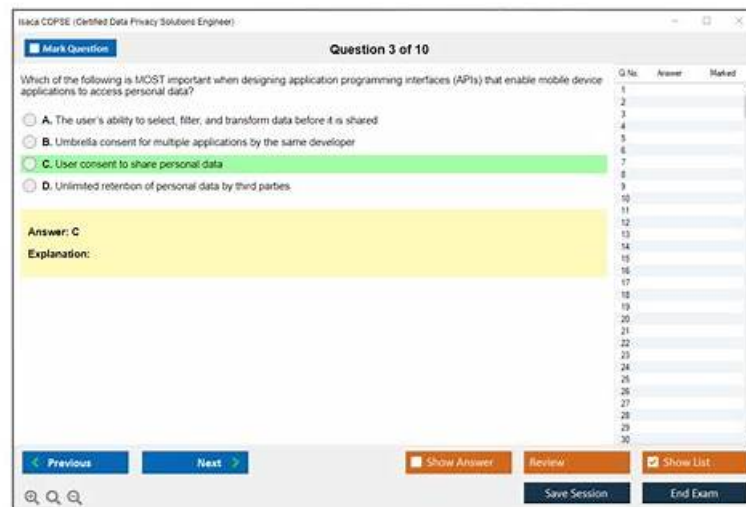 Isaca CDPSE (Certified Data Privacy Solutions Engineer)
Mark Question
Question 3 of 10
Which of the following is MOST important when designing application programming interfaces (APIs) that enable mobile device
applications to access personal data?
A. The user's ability to select, filter, and transform data before it is shared
B. Umbrella consent for multiple applications by the same developer
C. User consent to share personal data
D. Unlimited retention of personal data by third parties
Answer: C
Explanation:
Q.No. Answer Marked
1
2
3
4
5
6
7
8
9
10
11
12
13
14
15
16
17
18
19
20
21
22
23
24
25
26
27
28
29
30
Previous
Next
Show Answer
Review
Show List
Save Session
End Exam